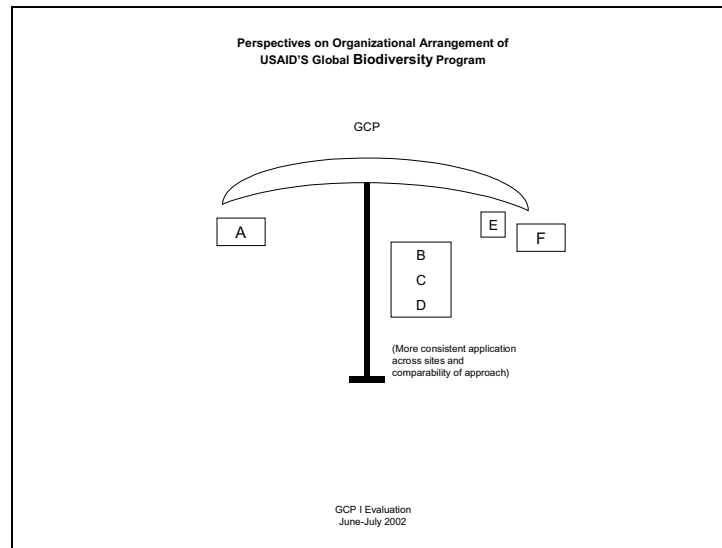 Perspectives on Organizational Arrangement of
USAID'S Global Biodiversity Program
GCP
A
E
F
B
C
D
(More consistent application
across sites and
comparability of approach)
GCP I Evaluation
June-July 2002